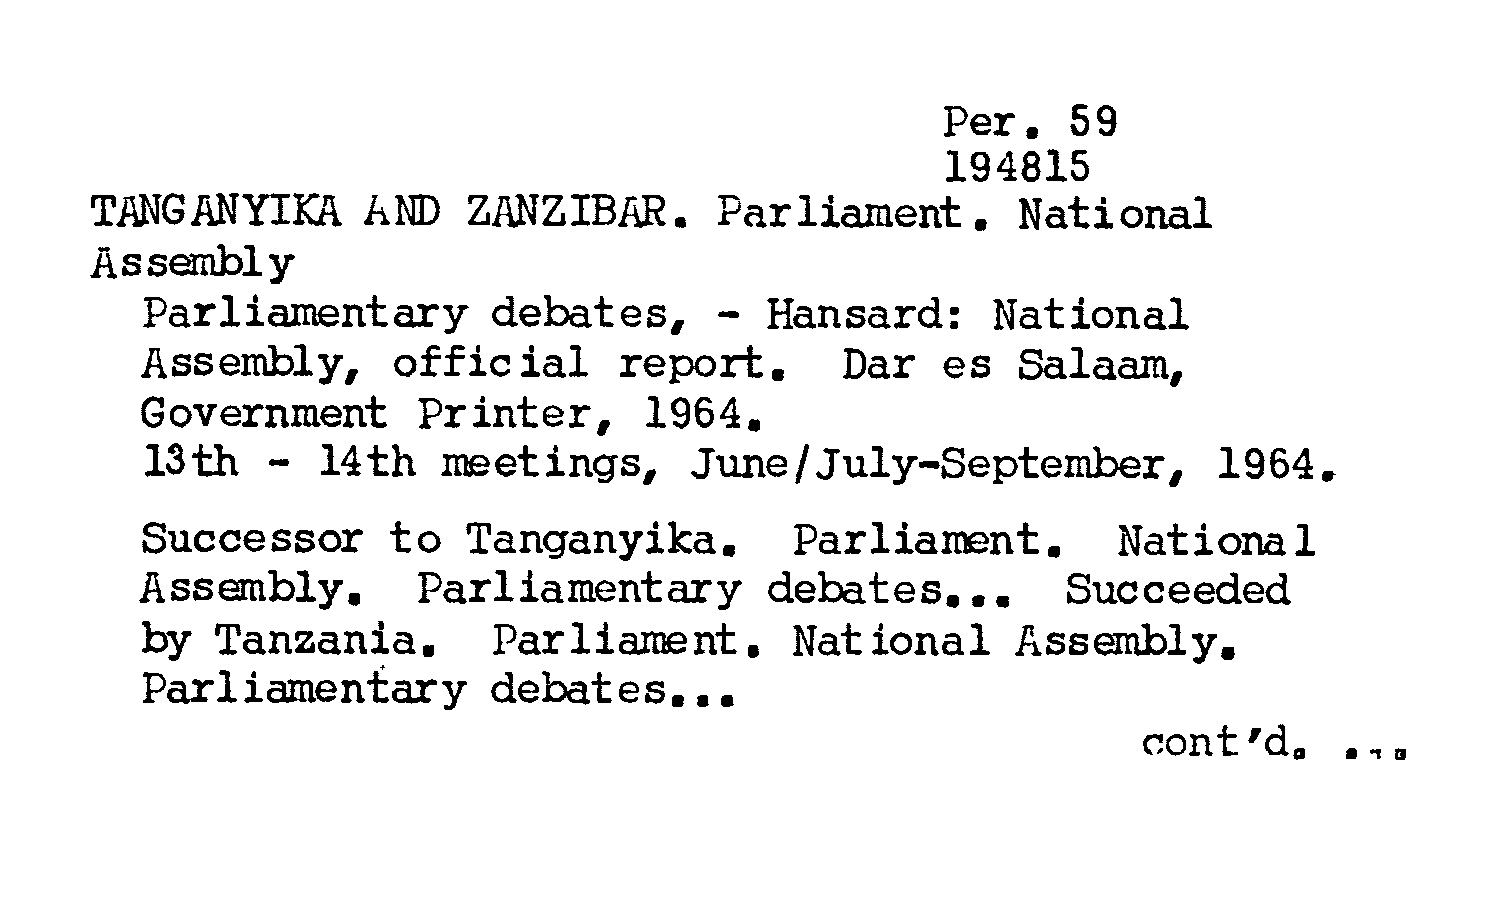 Per. 59
194815
TANGANYIKA AND ZANZIBAR. Parliament. National
Assembly
Parliamentary debates, - Hansard: National
Assembly, official report. Dar es Salaam,
Government Printer, 1964.
13th - 14th meetings, June/July-September, 1964.
Successor to Tanganyika. Parliament. National
Assembly. Parliamentary debates... Succeeded
by Tanzania. Parliament. National Assembly.
Parliamentary debates...
cont'd. ...